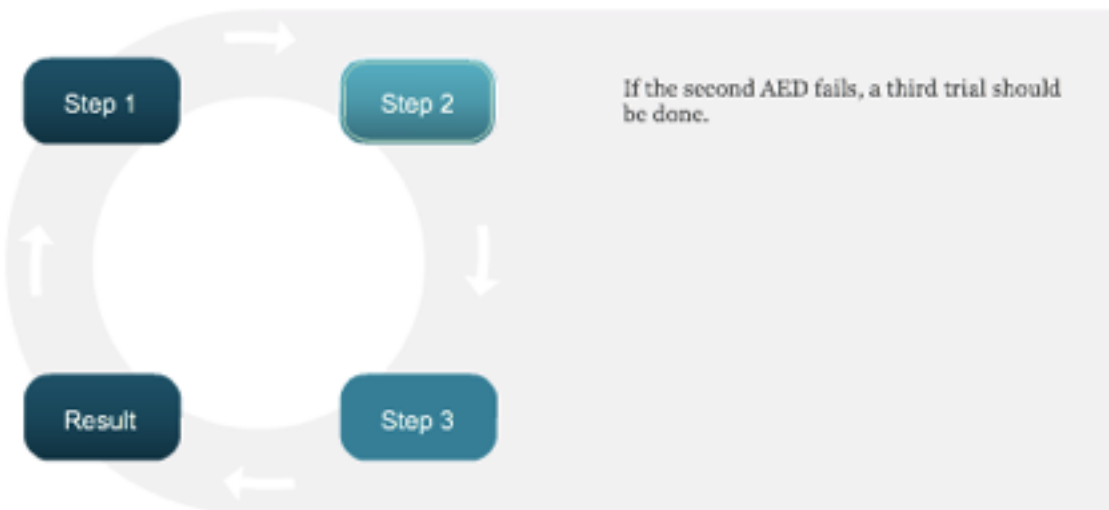 Step 1
Step 2
If the second AED fails, a third trial should
be done.
Result
Step 3